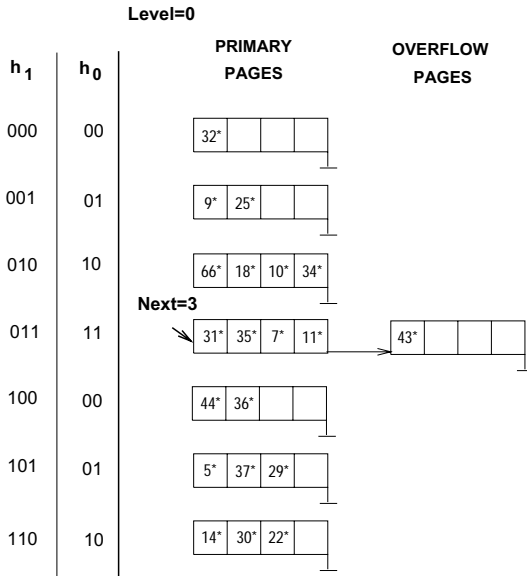 Level=0
h1 h0 PRIMARY PAGES OVERFLOW PAGES
000 00 32*
001 01 9* 25*
010 10 66* 18* 10* 34*
Next=3
011 11 31* 35* 7* 11* 43*
100 00 44* 36*
101 01 5* 37* 29*
110 10 14* 30* 22*